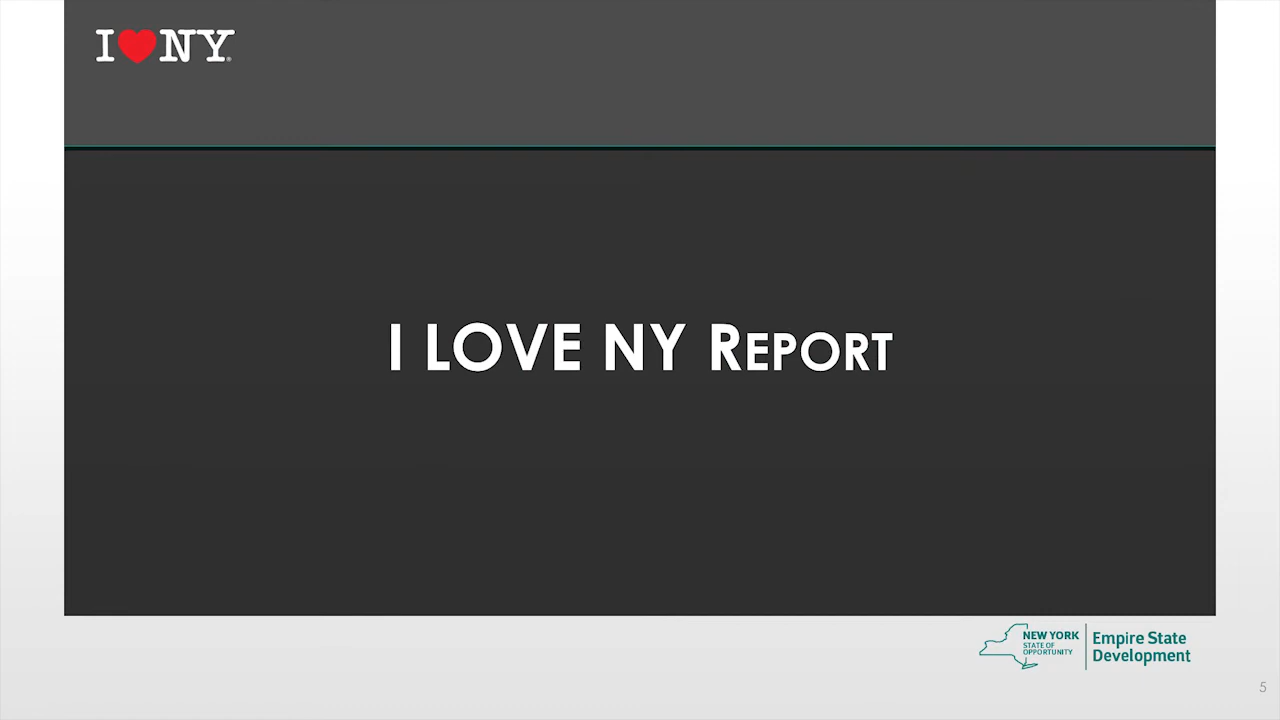 I NY
I LOVE NY REPORT
NEW YORK
STATE OF
OPPORTUNITY
Empire State
Development
5